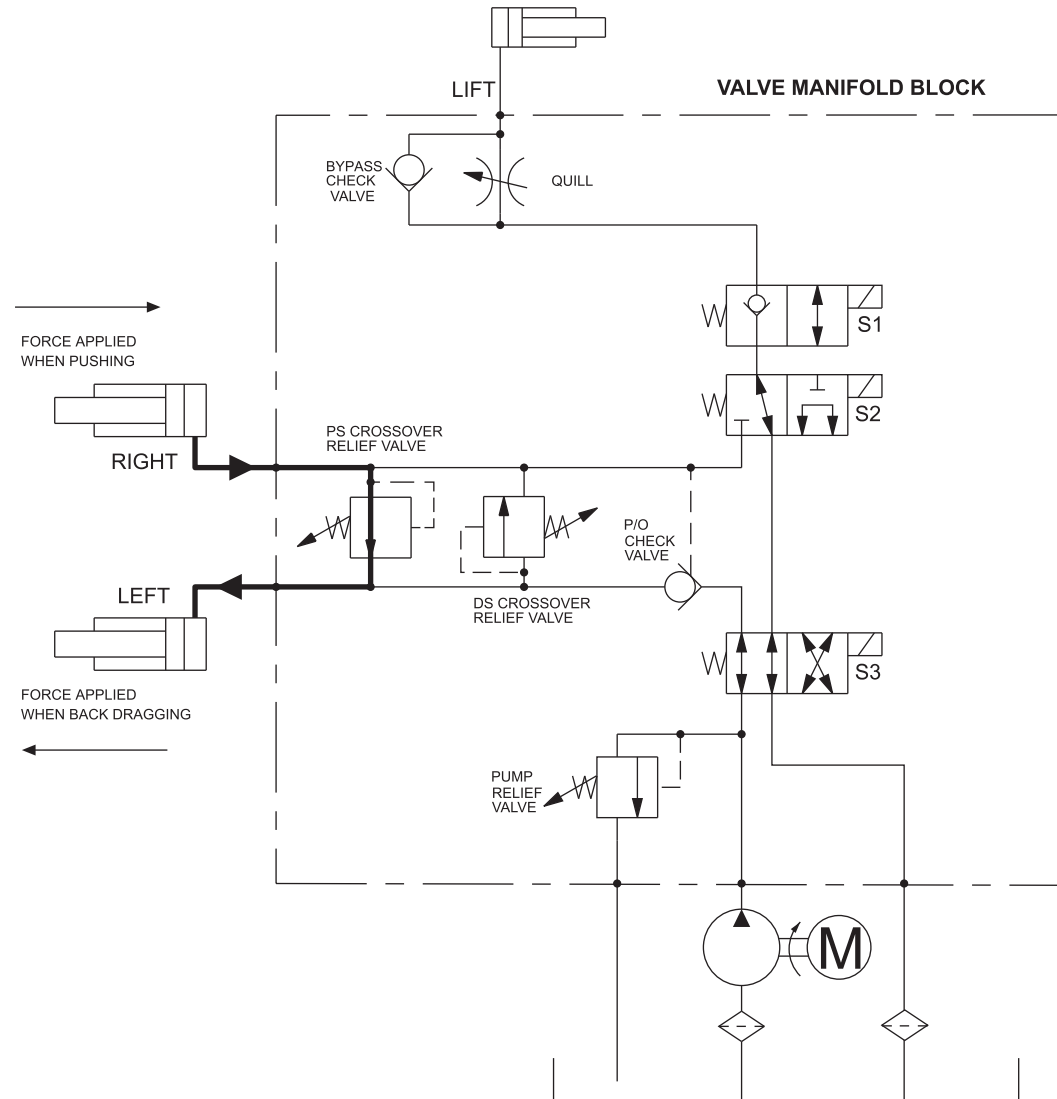 LIFT
VALVE MANIFOLD BLOCK
BYPASS
CHECK
VALVE
QUILL
S1
FORCE APPLIED
WHEN PUSHING
S2
PS CROSSOVER
RELIEF VALVE
RIGHT
P/O
CHECK
VALVE
LEFT
DS CROSSOVER
RELIEF VALVE
S3
FORCE APPLIED
WHEN BACK DRAGGING
PUMP
RELIEF
VALVE
M